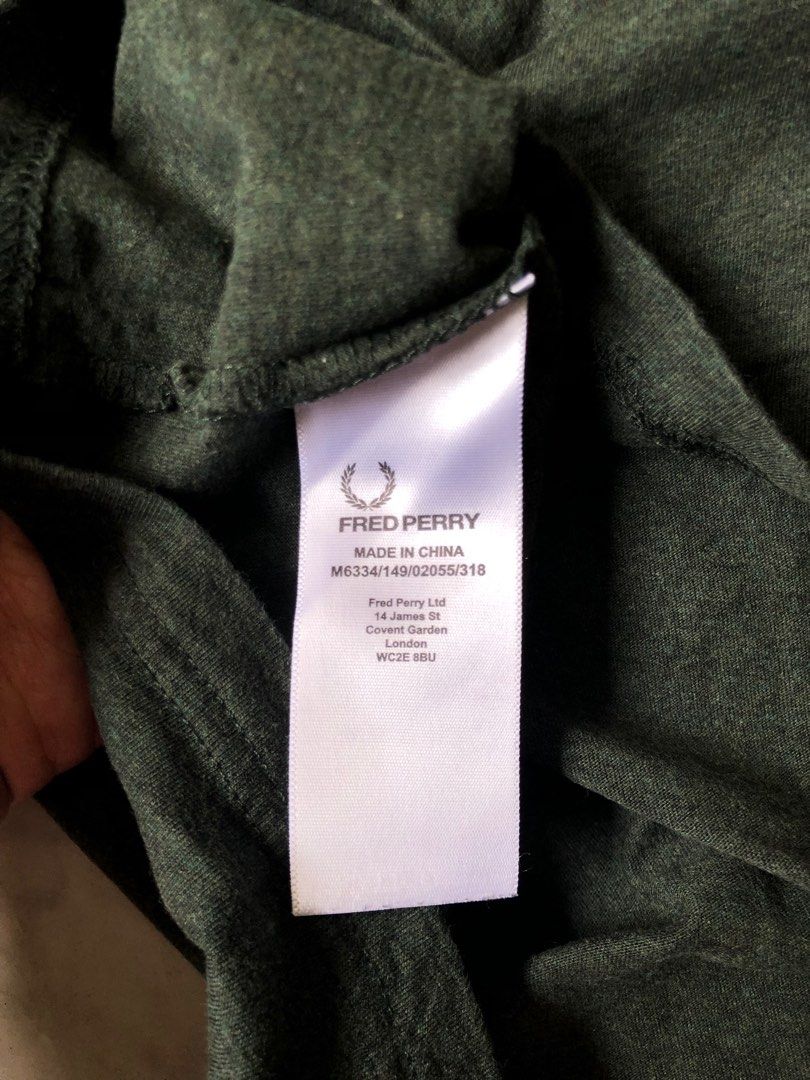 FRED PERRY
MADE IN CHINA
M6334/149/02055/318
Fred Perry Ltd
14 James St
Covent Garden
London
WC2E 8BU